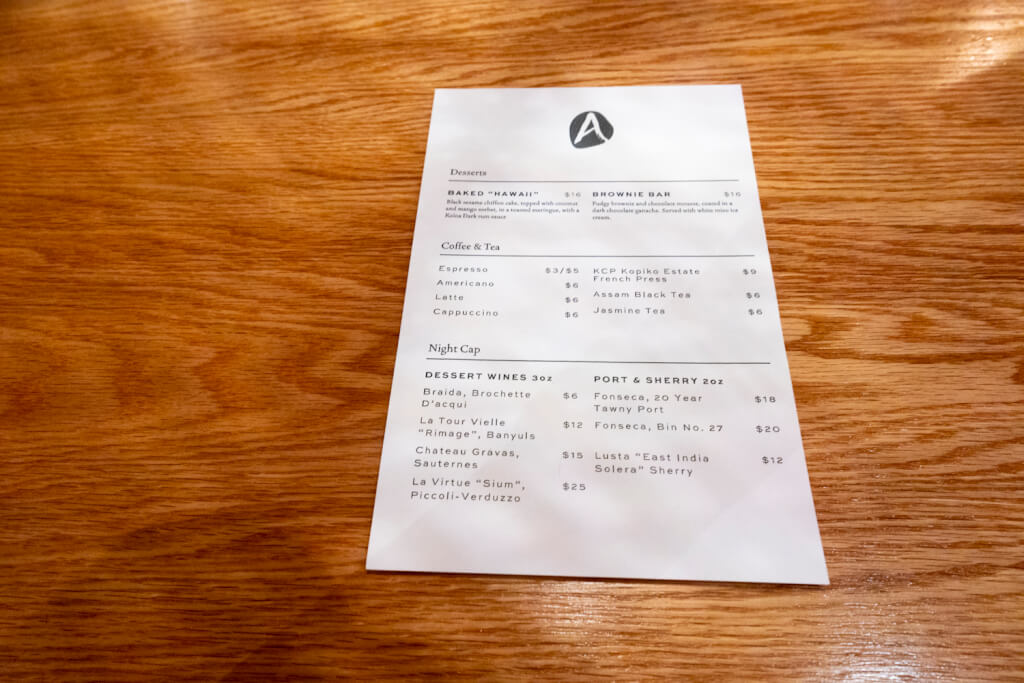 A
Desserts
BAKED "HAWAII" $16
Black sesame chiffon cake, topped with coconut
and mango sorbet, in a toasted meringue, with a
Koloa Dark rum sauce
BROWNIE BAR $16
Fudgy brownie and chocolate mousse, coated in a
dark chocolate ganache. Served with white miso ice
cream.
Coffee & Tea
Espresso $3/$5
Americano $6
Latte $6
Cappuccino $6
KCP Kopiko Estate $9
French Press
Assam Black Tea $6
Jasmine Tea $6
Night Cap
DESSERT WINES 3oz
Braida, Brochette $6
D'acqui
La Tour Vielle $12
"Rimage", Banyuls
Chateau Gravas, $15
Sauternes
La Virtue "Sium", $25
Piccoli-Verduzzo
PORT & SHERRY 2oz
Fonseca, 20 Year $18
Tawny Port
Fonseca, Bin No. 27 $20
Lusta "East India $12
Solera" Sherry